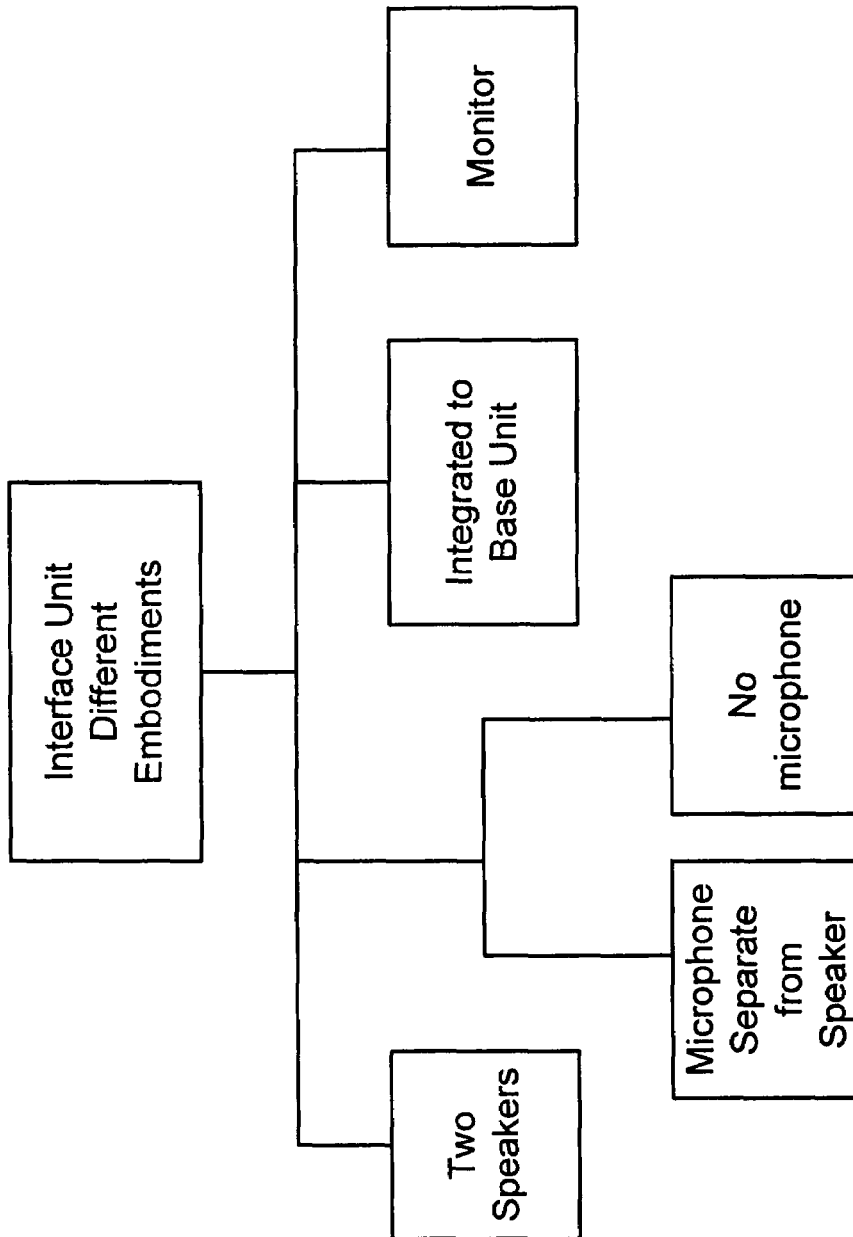 Interface Unit
Different
Embodiments
Two
Speakers
Integrated to
Base Unit
Monitor
Microphone
Separate
from
Speaker
No
microphone